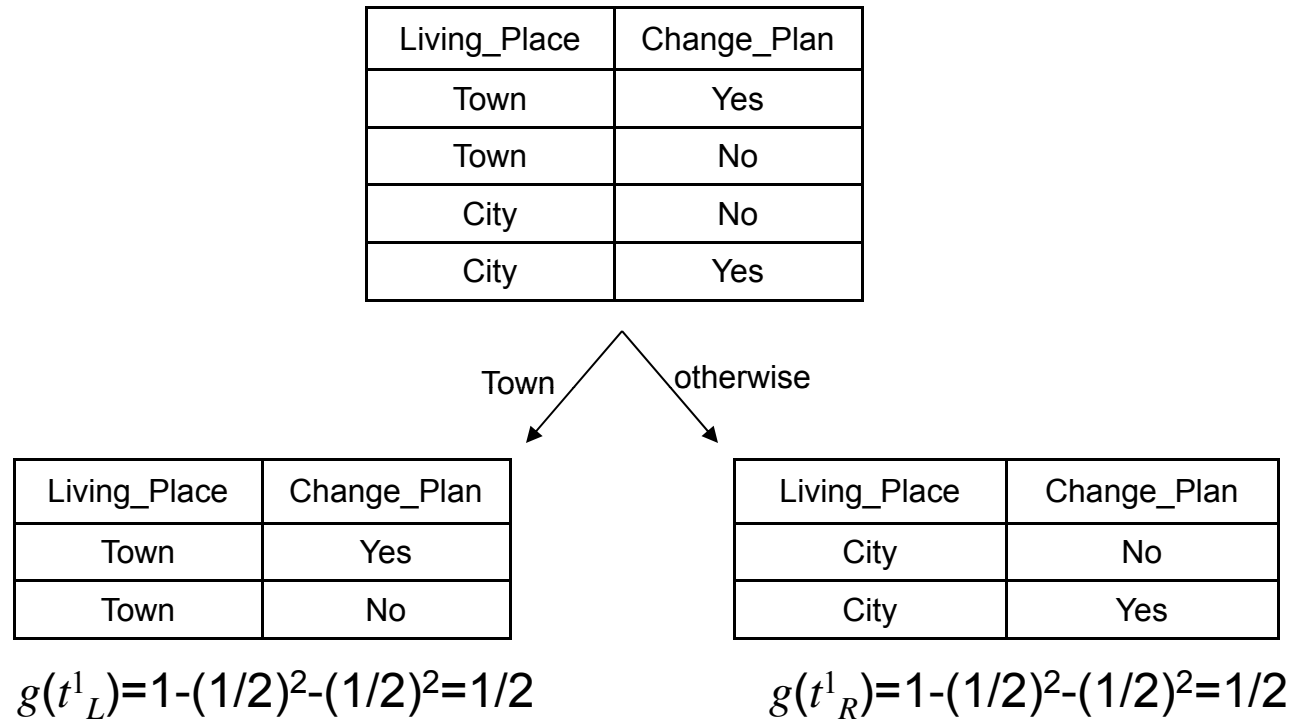 Living_Place Change_Plan
Town Yes
Town No
City No
City Yes
Town otherwise
Living_Place Change_Plan
Town Yes
Town No
Living_Place Change_Plan
City No
City Yes
g(t¹_L)=1-(1/2)²-(1/2)²=1/2
g(t¹_R)=1-(1/2)²-(1/2)²=1/2